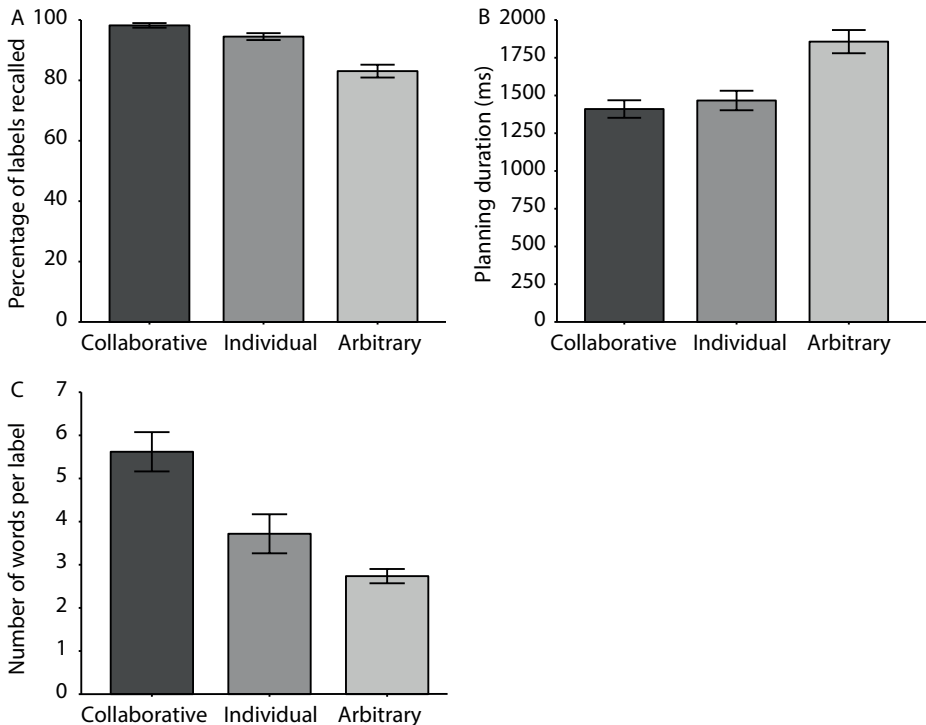 A
Percentage of labels recalled
100
80
60
40
20
0
Collaborative Individual Arbitrary
B
Planning duration (ms)
2000
1750
1500
1250
1000
750
500
250
0
Collaborative Individual Arbitrary
C
Number of words per label
7
6
5
4
3
2
1
0
Collaborative Individual Arbitrary